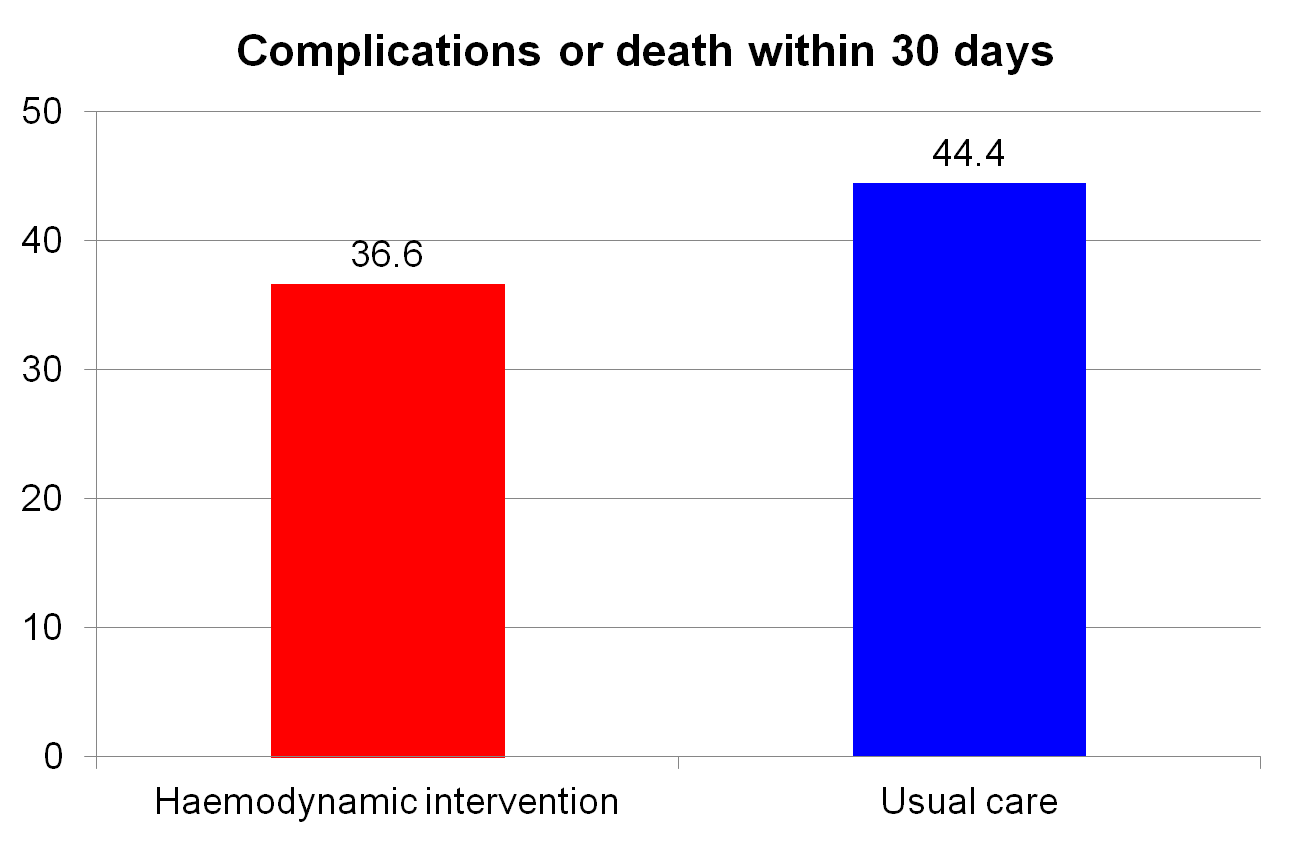 Complications or death within 30 days
50
44.4
40
36.6
30
20
10
0
Haemodynamic intervention
Usual care